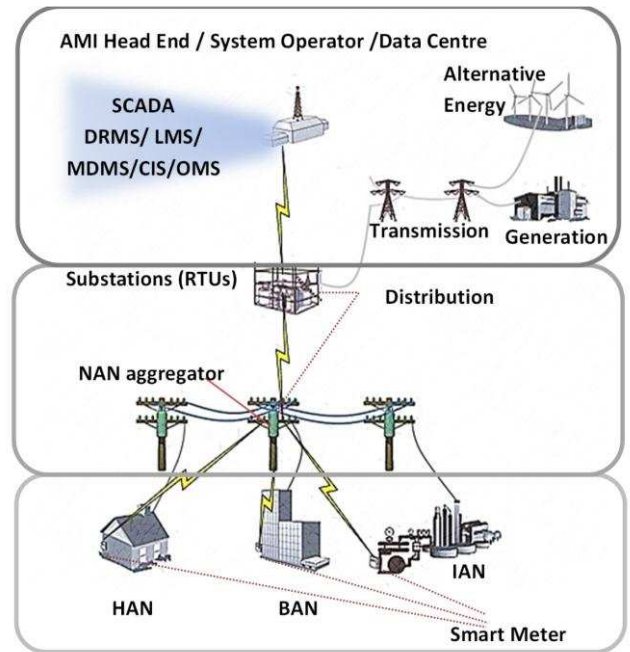 AMI Head End / System Operator /Data Centre
Alternative
Energy
SCADA
DRMS/ LMS/
MDMS/CIS/OMS
Transmission
Generation
Substations (RTUs)
Distribution
NAN aggregator
HAN
BAN
IAN
Smart Meter